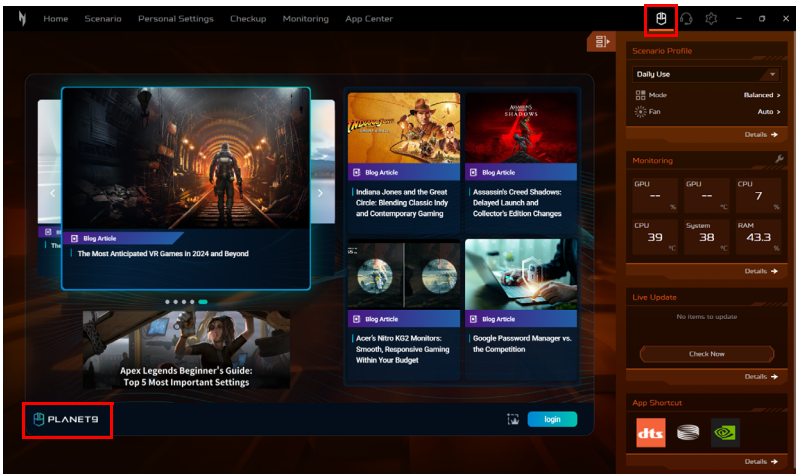 Home Scenario Personal Settings Checkup Monitoring App Center
Scenario Profile
Daily Use
Mode Balanced >
Fan Auto >
Details
Monitoring
GPU
--
%
GPU
--
°C
CPU
7
%
CPU
39
°C
System
38
°C
RAM
43.3
%
Details
Live Update
No items to update
Check Now
Details
App Shortcut
dts
Details
Blog Article
The Most Anticipated VR Games in 2024 and Beyond
The
Apex Legends Beginner's Guide:
Top 5 Most Important Settings
INDIANA JONES
Blog Article
Indiana Jones and the Great
Circle: Blending Classic Indy
and Contemporary Gaming
ASSASSIN'S
SHADOWS
Blog Article
Assassin's Creed Shadows:
Delayed Launch and
Collector's Edition Changes
Blog Article
Acer's Nitro KG2 Monitors:
Smooth, Responsive Gaming
Within Your Budget
Blog Article
Google Password Manager vs.
the Competition
PLANET9
login